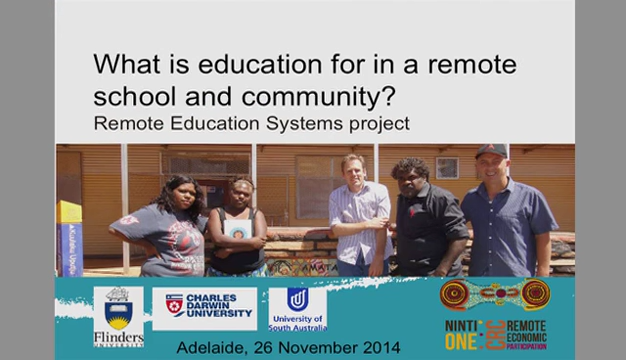 What is education for in a remote
school and community?
Remote Education Systems project
Flinders
UNIVERSITY
CHARLES
DARWIN
UNIVERSITY
University of
South Australia
NINTI
ONE
CRC
REMOTE
ECONOMIC
PARTICIPATION
Adelaide, 26 November 2014